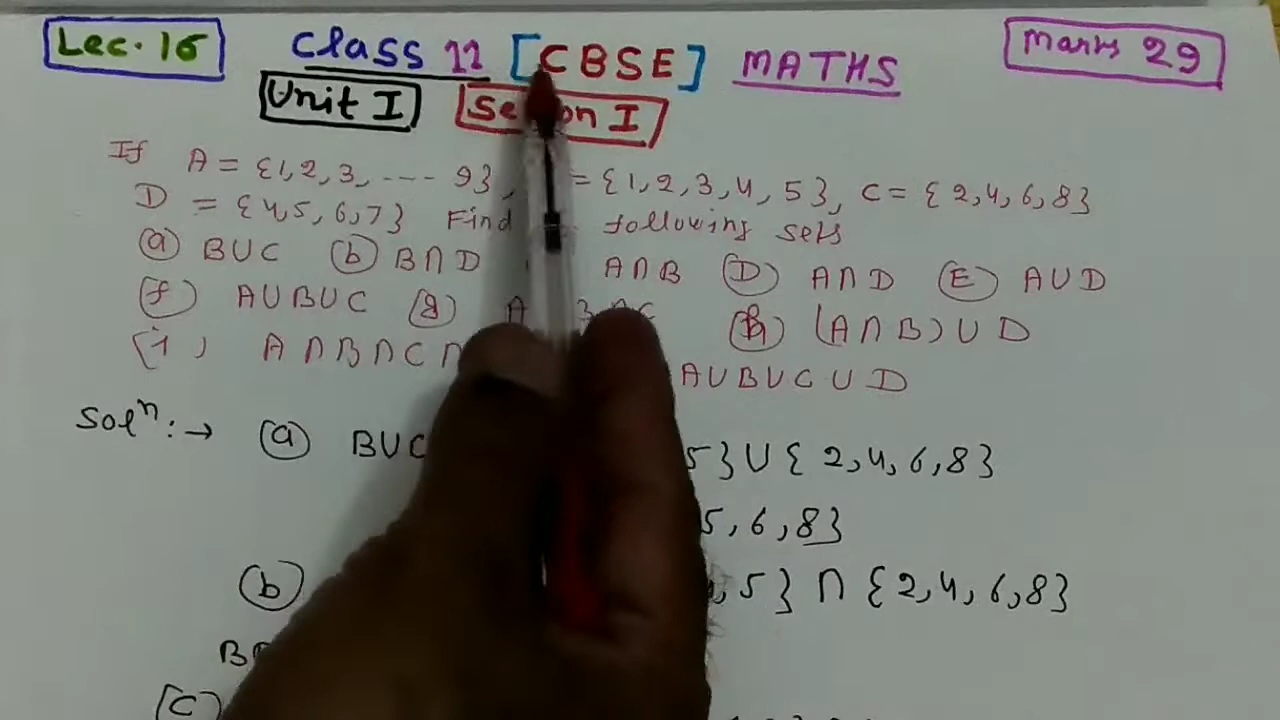 Lec. 16 Class 11 [CBSE] MATHS Marks 29
Unit I Se on I
If A = {1,2,3, ---- 9}, = {1,2,3,4,5}, C = {2,4,6,8}
D = {4,5,6,7} Find following sets
(a) B∪C (b) B∩D A∩B (D) A∩D (E) A∪D
(f) A∪B∪C (g) A ∩C (h) (A∩B)∪D
(i) A∩B∩C∩ A∪B∪C∪D
Solⁿ:→ (a) B∪C 5}∪{2,4,6,8}
5,6,8}
(b) ,5} ∩ {2,4,6,8}
B
(C)